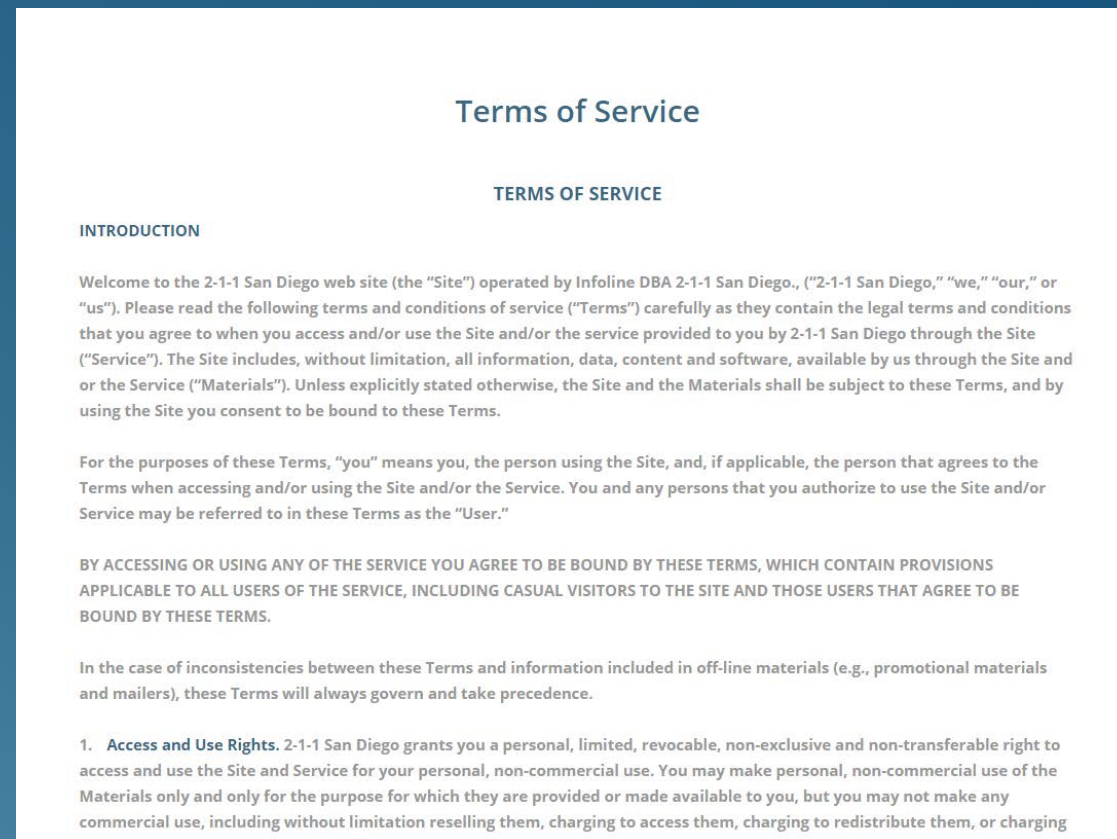 Terms of Service
TERMS OF SERVICE
INTRODUCTION
Welcome to the 2-1-1 San Diego web site (the “Site”) operated by Infoline DBA 2-1-1 San Diego., (“2-1-1 San Diego,” “we,” “our,” or
“us”). Please read the following terms and conditions of service (“Terms”) carefully as they contain the legal terms and conditions
that you agree to when you access and/or use the Site and/or the service provided to you by 2-1-1 San Diego through the Site
(“Service”). The Site includes, without limitation, all information, data, content and software, available by us through the Site and
or the Service (“Materials”). Unless explicitly stated otherwise, the Site and the Materials shall be subject to these Terms, and by
using the Site you consent to be bound to these Terms.
For the purposes of these Terms, “you” means you, the person using the Site, and, if applicable, the person that agrees to the
Terms when accessing and/or using the Site and/or the Service. You and any persons that you authorize to use the Site and/or
Service may be referred to in these Terms as the “User.”
BY ACCESSING OR USING ANY OF THE SERVICE YOU AGREE TO BE BOUND BY THESE TERMS, WHICH CONTAIN PROVISIONS
APPLICABLE TO ALL USERS OF THE SERVICE, INCLUDING CASUAL VISITORS TO THE SITE AND THOSE USERS THAT AGREE TO BE
BOUND BY THESE TERMS.
In the case of inconsistencies between these Terms and information included in off-line materials (e.g., promotional materials
and mailers), these Terms will always govern and take precedence.
1. Access and Use Rights. 2-1-1 San Diego grants you a personal, limited, revocable, non-exclusive and non-transferable right to
access and use the Site and Service for your personal, non-commercial use. You may make personal, non-commercial use of the
Materials only and only for the purpose for which they are provided or made available to you, but you may not make any
commercial use, including without limitation reselling them, charging to access them, charging to redistribute them, or charging